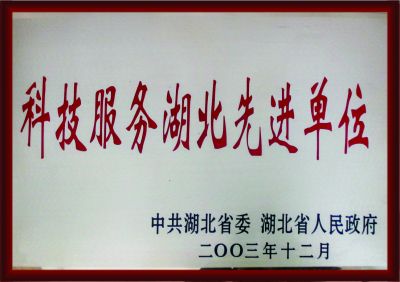 科技服务湖北先进单位
中共湖北省委 湖北省人民政府
二〇〇三年十二月